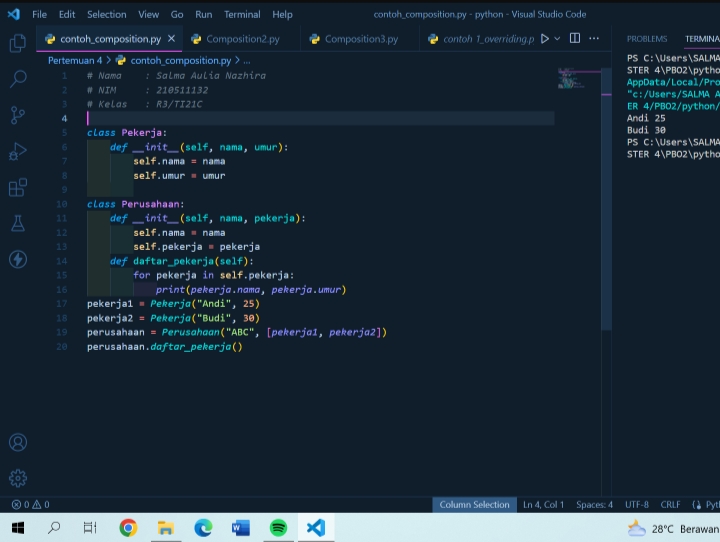 File Edit Selection View Go Run Terminal Help contoh_composition.py - python - Visual Studio Code
contoh_composition.py Composition2.py Composition3.py contoh 1_overriding.p
Pertemuan 4 > contoh_composition.py > ...
1 # Nama : Salma Aulia Nazhira
2 # NIM : 210511132
3 # Kelas : R3/TI21C
4
5 class Pekerja:
6 def __init__(self, nama, umur):
7 self.nama = nama
8 self.umur = umur
9
10 class Perusahaan:
11 def __init__(self, nama, pekerja):
12 self.nama = nama
13 self.pekerja = pekerja
14 def daftar_pekerja(self):
15 for pekerja in self.pekerja:
16 print(pekerja.nama, pekerja.umur)
17 pekerja1 = Pekerja("Andi", 25)
18 pekerja2 = Pekerja("Budi", 30)
19 perusahaan = Perusahaan("ABC", [pekerja1, pekerja2])
20 perusahaan.daftar_pekerja()
PROBLEMS TERMINA
PS C:\Users\SALMA
STER 4\PBO2\pytho
AppData/Local/Pro
"c:/Users/SALMA A
ER 4/PBO2/python/
Andi 25
Budi 30
PS C:\Users\SALMA
STER 4\PBO2\pytho
0 0 Column Selection Ln 4, Col 1 Spaces: 4 UTF-8 CRLF Pyt
28°C Berawan